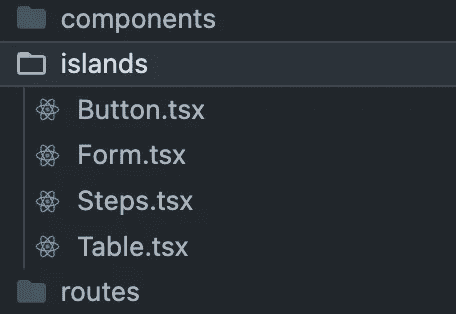 components
islands
Button.tsx
Form.tsx
Steps.tsx
Table.tsx
routes